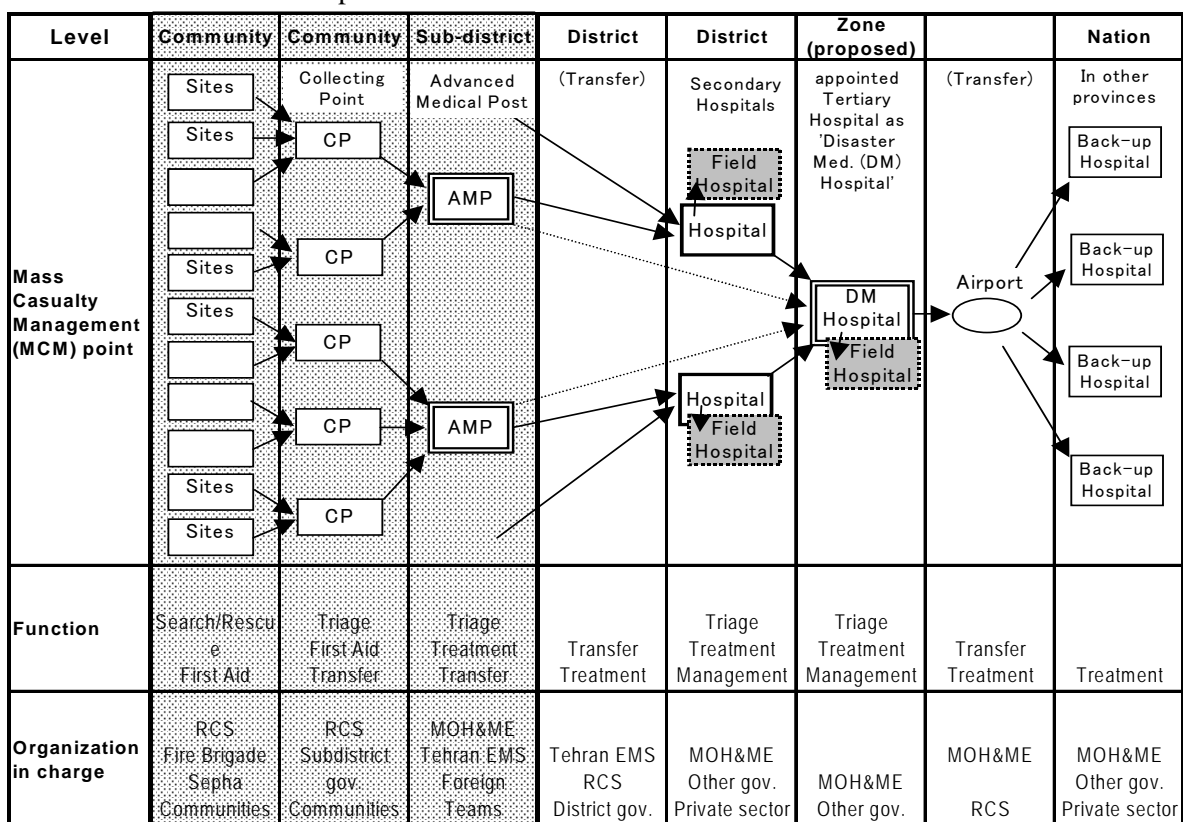 Level
Community
Community
Sub-district
District
District
Zone
(proposed)
Nation
Mass
Casualty
Management
(MCM) point
Sites
Sites
Sites
Sites
Sites
Sites
Collecting
Point
CP
CP
CP
CP
CP
Advanced
Medical Post
AMP
AMP
(Transfer)
Secondary
Hospitals
Field
Hospital
Hospital
Hospital
Field
Hospital
appointed
Tertiary
Hospital as
'Disaster
Med. (DM)
Hospital'
DM
Hospital
Field
Hospital
(Transfer)
Airport
In other
provinces
Back-up
Hospital
Back-up
Hospital
Back-up
Hospital
Back-up
Hospital
Function
Search/Rescu
e
First Aid
Triage
First Aid
Transfer
Triage
Treatment
Transfer
Transfer
Treatment
Triage
Treatment
Management
Triage
Treatment
Management
Transfer
Treatment
Treatment
Organization
in charge
RCS
Fire Brigade
Sepha
Communities
RCS
Subdistrict
gov.
Communities
MOH&ME
Tehran EMS
Foreign
Teams
Tehran EMS
RCS
District gov.
MOH&ME
Other gov.
Private sector
MOH&ME
Other gov.
MOH&ME
RCS
MOH&ME
Other gov.
Private sector